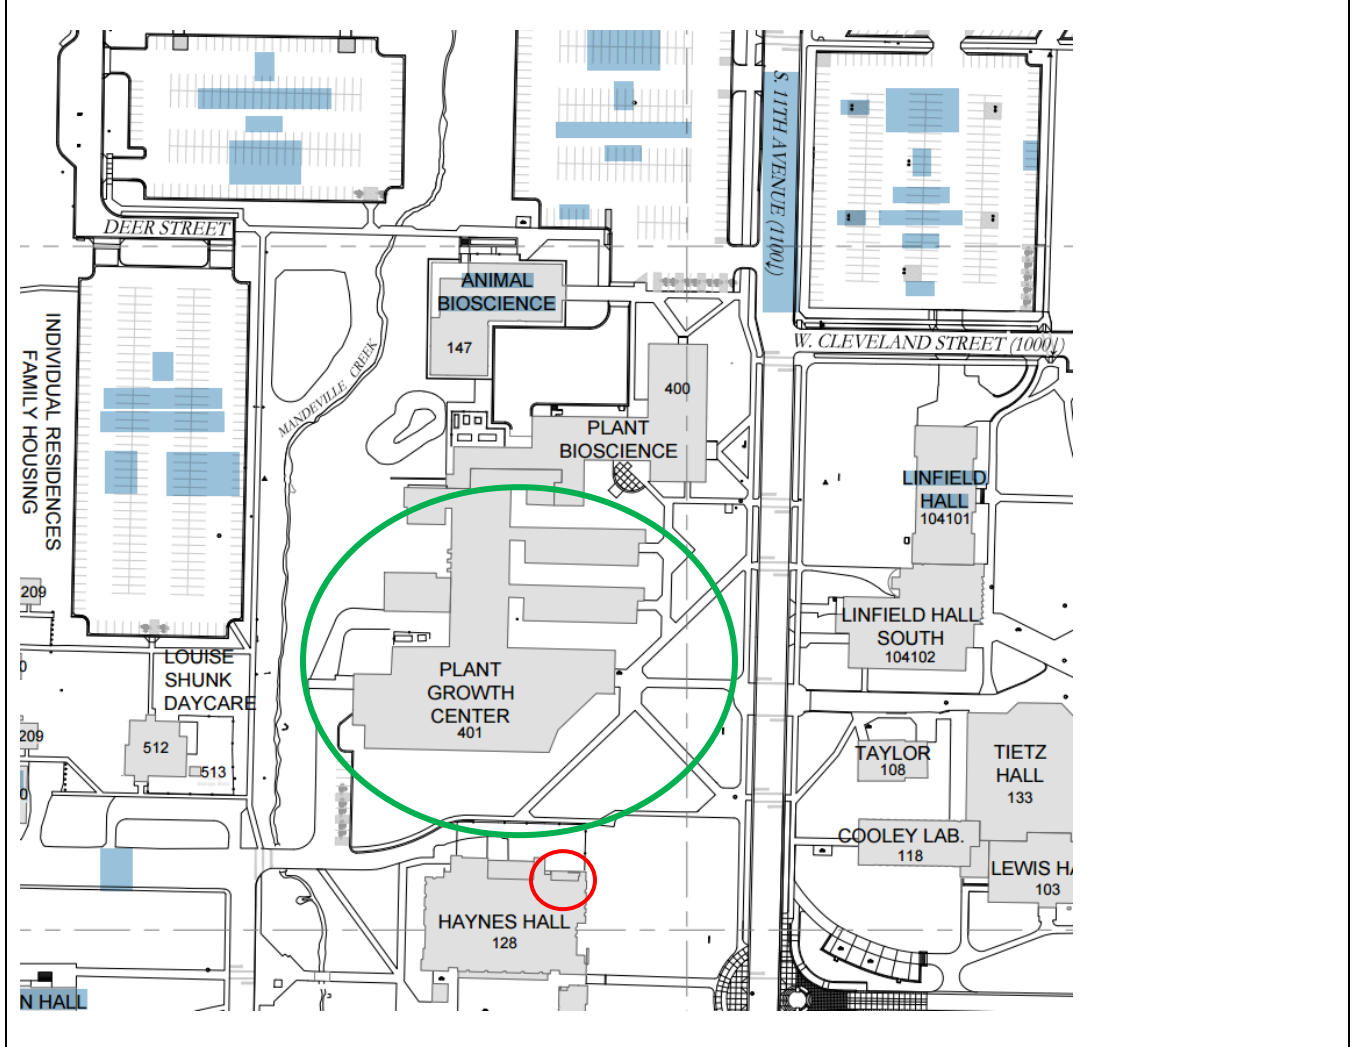 S. 11TH AVENUE (1100↓)
DEER STREET
ANIMAL
BIOSCIENCE
147
W. CLEVELAND STREET (1000↓)
MANDEVILLE CREEK
INDIVIDUAL RESIDENCES
FAMILY HOUSING
400
PLANT
BIOSCIENCE
LINFIELD
HALL
104101
209
LINFIELD HALL
SOUTH
104102
0
LOUISE
SHUNK
DAYCARE
PLANT
GROWTH
CENTER
401
209
512
513
0
TAYLOR
108
TIETZ
HALL
133
COOLEY LAB.
118
LEWIS HA
103
HAYNES HALL
128
N HALL